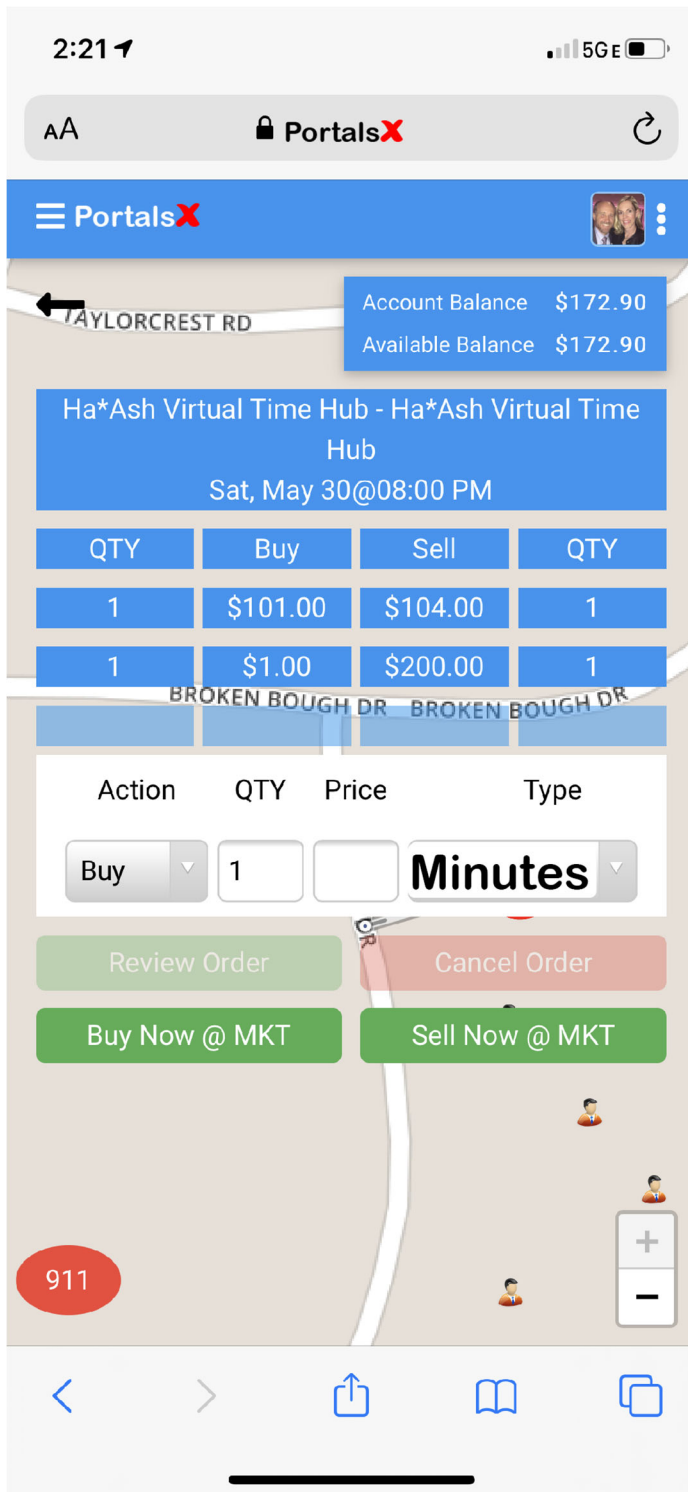 2:21 5G E
AA PortalsX
PortalsX
TAYLORCREST RD
Account Balance $172.90
Available Balance $172.90
Ha*Ash Virtual Time Hub - Ha*Ash Virtual Time
Hub
Sat, May 30@08:00 PM
QTY Buy Sell QTY
1 $101.00 $104.00 1
1 $1.00 $200.00 1
BROKEN BOUGH DR BROKEN BOUGH DR
Action QTY Price Type
Buy 1 Minutes
DR
Review Order Cancel Order
Buy Now @ MKT Sell Now @ MKT
+
911
−